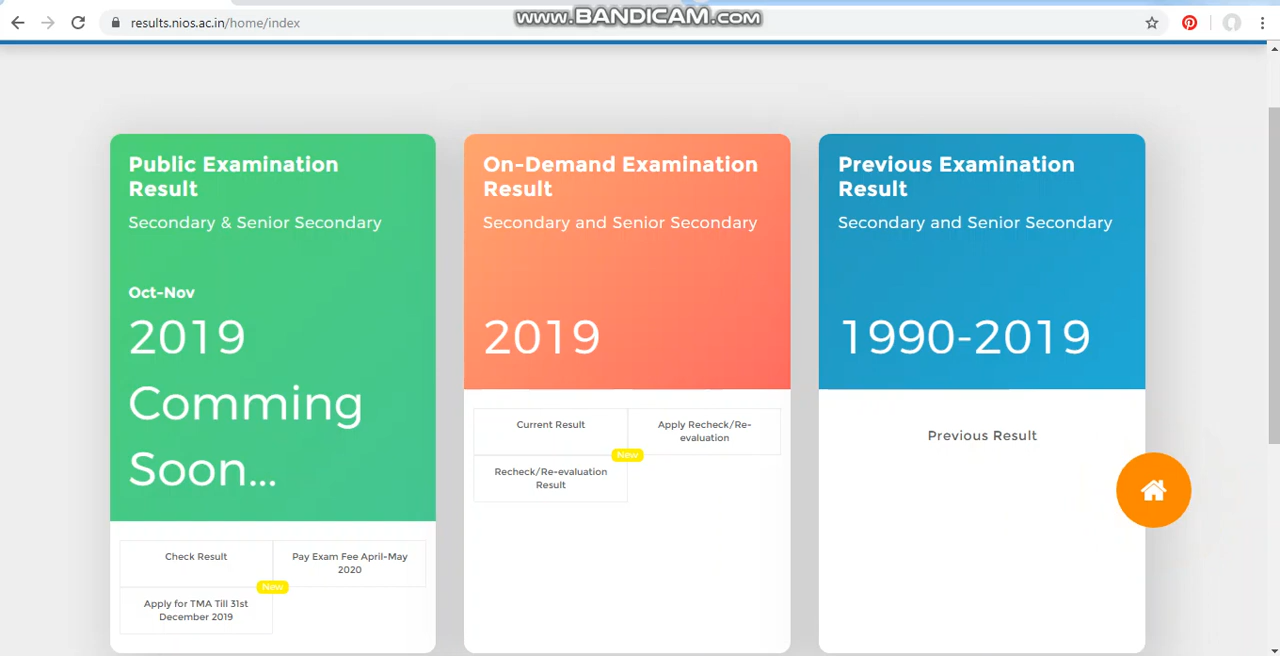 results.nios.ac.in/home/index
www.BANDICAM.com
Public Examination
Result
Secondary & Senior Secondary
Oct-Nov
2019
Comming
Soon...
Check Result
Pay Exam Fee April-May
2020
New
Apply for TMA Till 31st
December 2019
On-Demand Examination
Result
Secondary and Senior Secondary
2019
Current Result
Apply Recheck/Re-
evaluation
New
Recheck/Re-evaluation
Result
Previous Examination
Result
Secondary and Senior Secondary
1990-2019
Previous Result